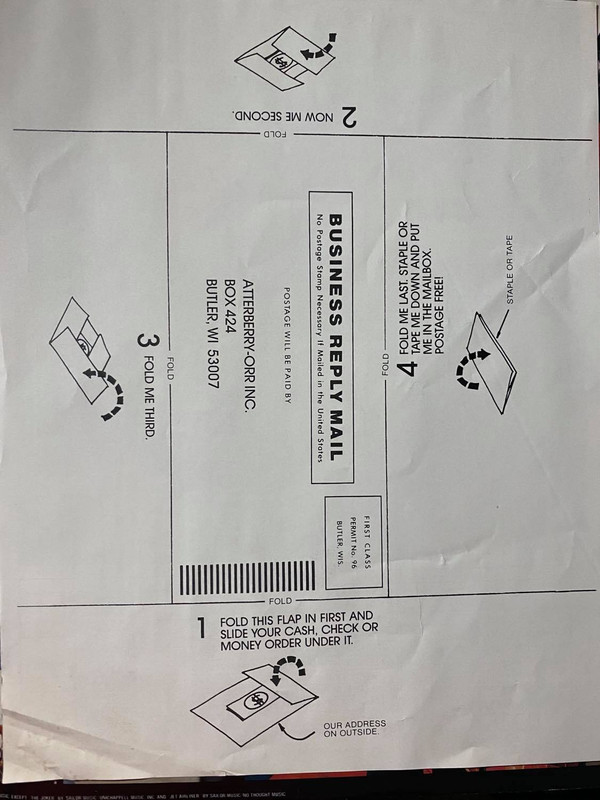 2 NOW ME SECOND.
FOLD
4 FOLD ME LAST. STAPLE OR
TAPE ME DOWN AND PUT
ME IN THE MAILBOX.
POSTAGE FREE!
STAPLE OR TAPE
FOLD
BUSINESS REPLY MAIL
No Postage Stamp Necessary If Mailed in the United States
POSTAGE WILL BE PAID BY
ATTERBERRY-ORR INC.
BOX 424
BUTLER, WI 53007
FIRST CLASS
PERMIT No. 96
BUTLER, WIS.
FOLD
3 FOLD ME THIRD.
FOLD
1 FOLD THIS FLAP IN FIRST AND
SLIDE YOUR CASH, CHECK OR
MONEY ORDER UNDER IT.
$
OUR ADDRESS
ON OUTSIDE.